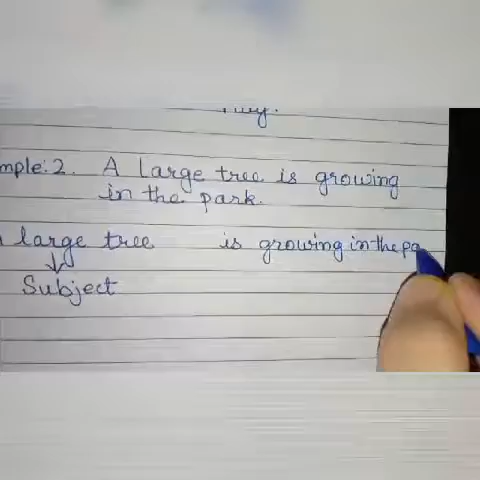 mple: 2. A large tree is growing
in the park.
large tree is growing in the pa
Subject